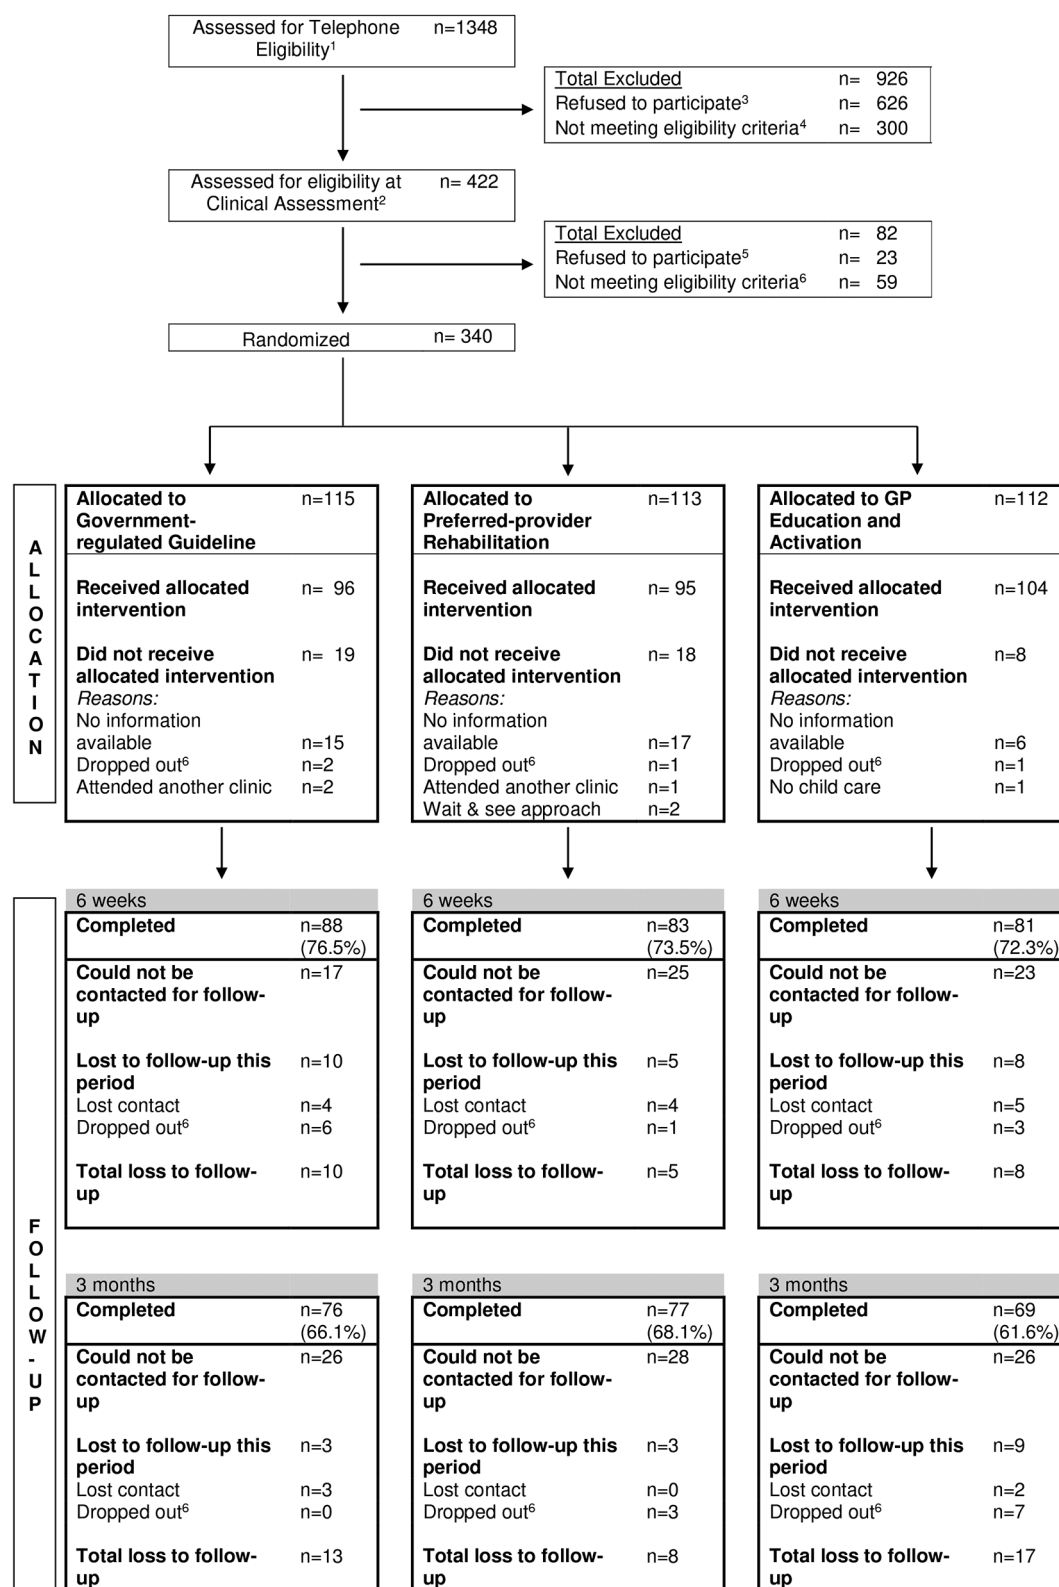 Assessed for Telephone n=1348
Eligibility¹
Total Excluded n= 926
Refused to participate³ n= 626
Not meeting eligibility criteria⁴ n= 300
Assessed for eligibility at n= 422
Clinical Assessment²
Total Excluded n= 82
Refused to participate⁵ n= 23
Not meeting eligibility criteria⁶ n= 59
Randomized n= 340
ALLOCATION
Allocated to n=115
Government-
regulated Guideline
Received allocated n= 96
intervention
Did not receive n= 19
allocated intervention
Reasons:
No information
available n=15
Dropped out⁶ n=2
Attended another clinic n=2
Allocated to n=113
Preferred-provider
Rehabilitation
Received allocated n= 95
intervention
Did not receive n= 18
allocated intervention
Reasons:
No information
available n=17
Dropped out⁶ n=1
Attended another clinic n=1
Wait & see approach n=2
Allocated to GP n=112
Education and
Activation
Received allocated n=104
intervention
Did not receive n=8
allocated intervention
Reasons:
No information
available n=6
Dropped out⁶ n=1
No child care n=1
FOLLOW-UP
6 weeks
Completed n=88
(76.5%)
Could not be n=17
contacted for follow-
up
Lost to follow-up this n=10
period
Lost contact n=4
Dropped out⁶ n=6
Total loss to follow- n=10
up
6 weeks
Completed n=83
(73.5%)
Could not be n=25
contacted for follow-
up
Lost to follow-up this n=5
period
Lost contact n=4
Dropped out⁶ n=1
Total loss to follow- n=5
up
6 weeks
Completed n=81
(72.3%)
Could not be n=23
contacted for follow-
up
Lost to follow-up this n=8
period
Lost contact n=5
Dropped out⁶ n=3
Total loss to follow- n=8
up
3 months
Completed n=76
(66.1%)
Could not be n=26
contacted for follow-
up
Lost to follow-up this n=3
period
Lost contact n=3
Dropped out⁶ n=0
Total loss to follow- n=13
up
3 months
Completed n=77
(68.1%)
Could not be n=28
contacted for follow-
up
Lost to follow-up this n=3
period
Lost contact n=0
Dropped out⁶ n=3
Total loss to follow- n=8
up
3 months
Completed n=69
(61.6%)
Could not be n=26
contacted for follow-
up
Lost to follow-up this n=9
period
Lost contact n=2
Dropped out⁶ n=7
Total loss to follow- n=17
up